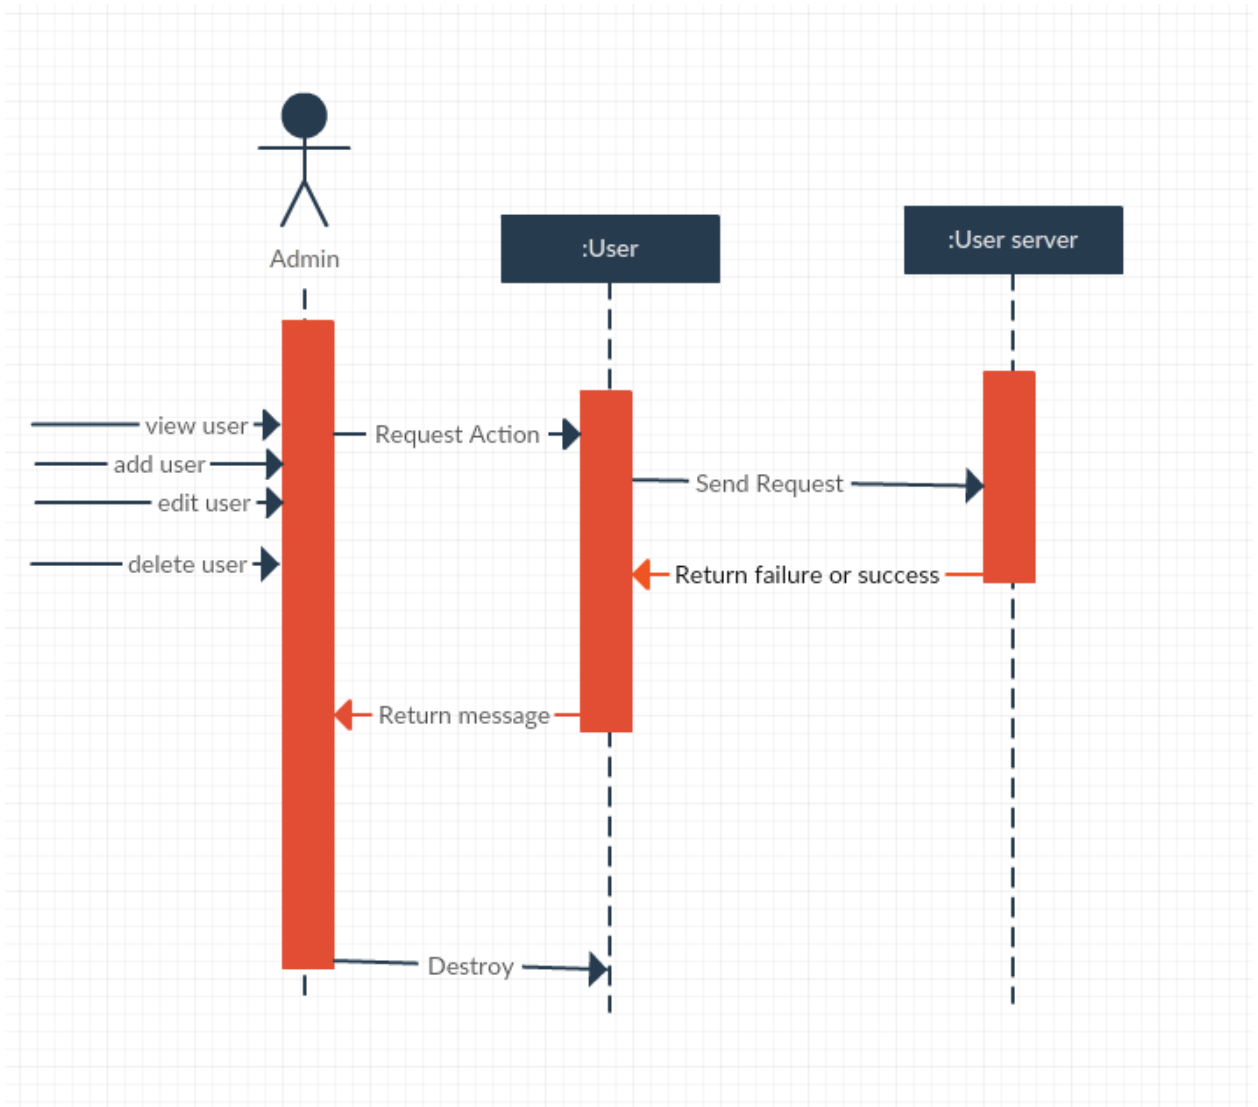 Admin
:User
:User server
view user
Request Action
add user
Send Request
edit user
delete user
Return failure or success
Return message
Destroy